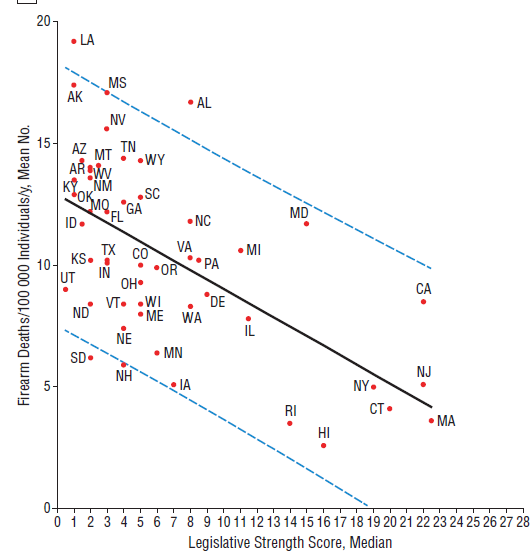 20
LA
MS
AK
AL
NV
15
AZ
MT
TN
WY
AR
WV
KY
NM
OK
SC
MO
GA
FL
MD
ID
NC
TX
CO
VA
MI
KS
IN
OR
PA
10
UT
OH
CA
ND
VT
WI
DE
ME
WA
IL
NE
SD
MN
NH
IA
NJ
NY
5
RI
CT
MA
HI
0
0 1 2 3 4 5 6 7 8 9 10 11 12 13 14 15 16 17 18 19 20 21 22 23 24 25 26 27 28
Legislative Strength Score, Median
Firearm Deaths/100 000 Individuals/y, Mean No.